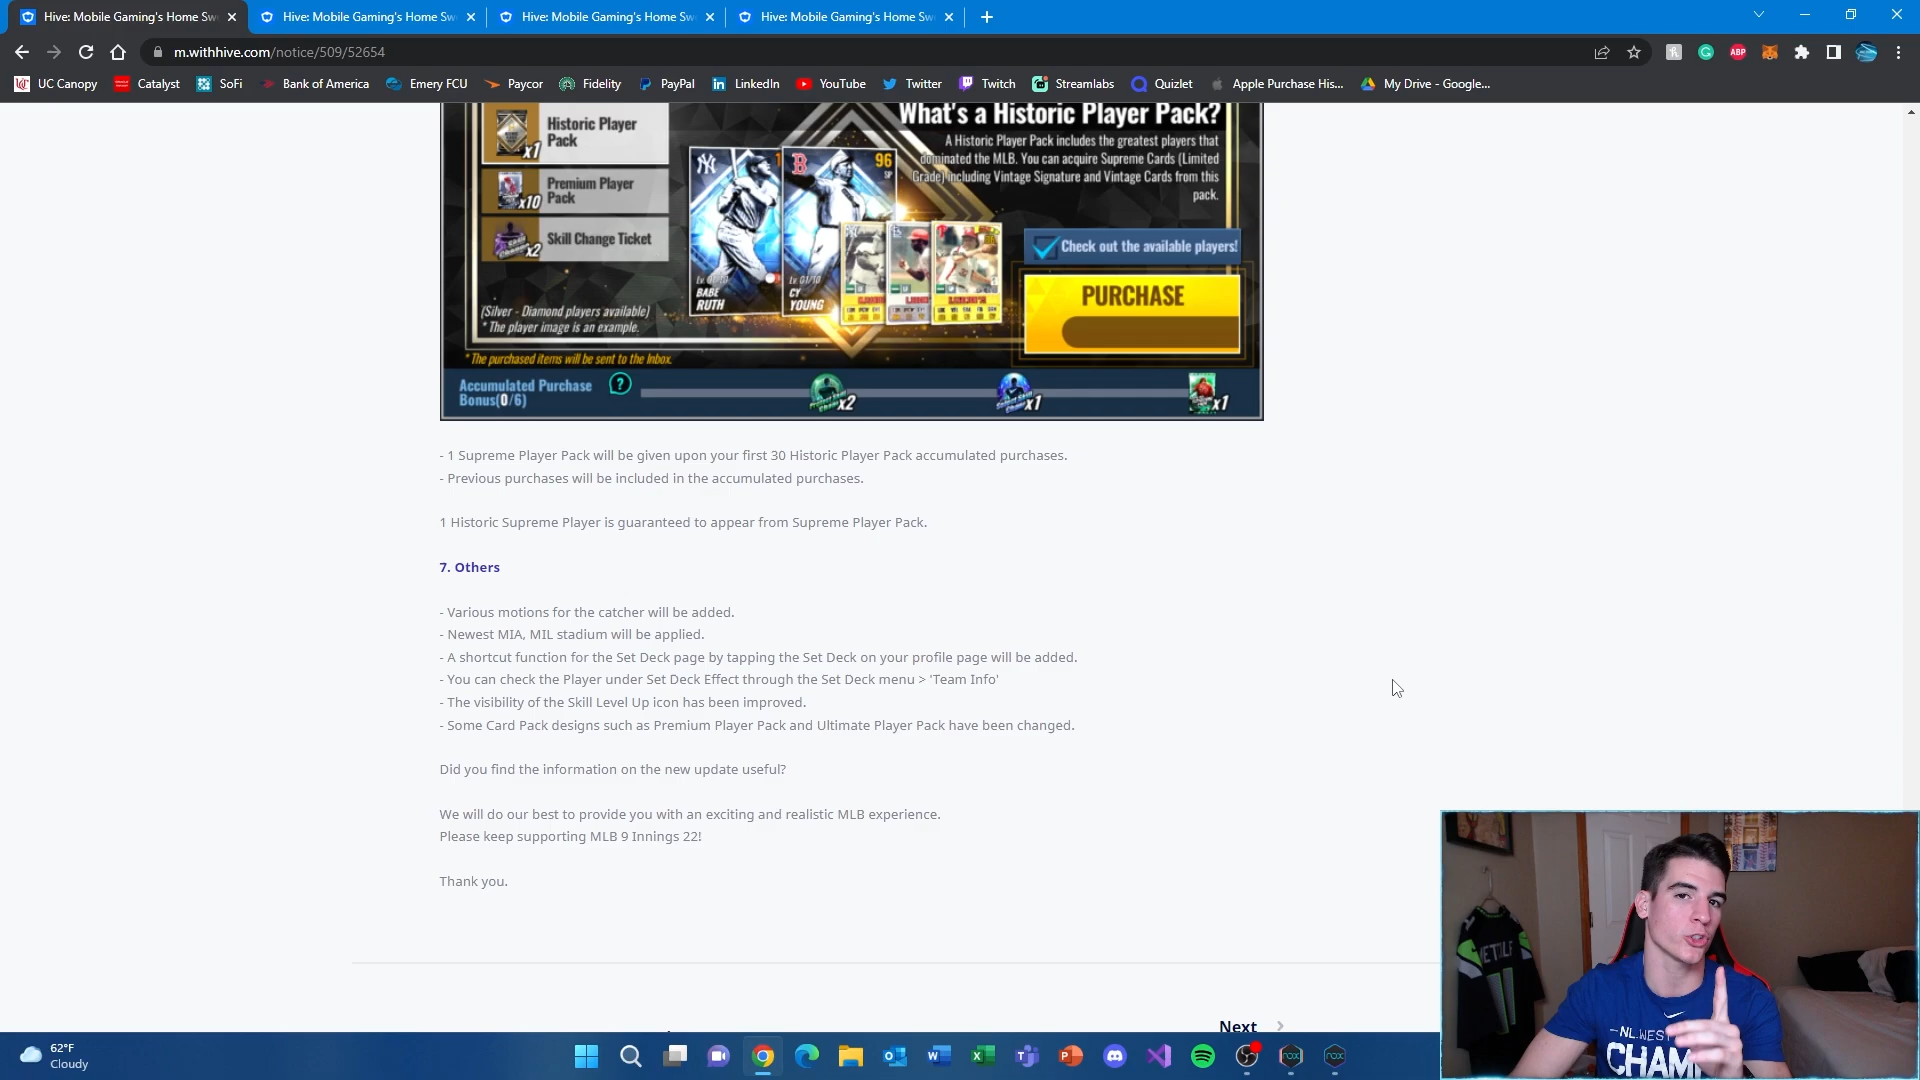 Hive: Mobile Gaming's Home Sw
Hive: Mobile Gaming's Home Sw
Hive: Mobile Gaming's Home Sw
Hive: Mobile Gaming's Home Sw
m.withhive.com/notice/509/52654
UC Canopy
Catalyst
SoFi
Bank of America
Emery FCU
Paycor
Fidelity
PayPal
LinkedIn
YouTube
Twitter
Twitch
Streamlabs
Quizlet
Apple Purchase His...
My Drive - Google...
Historic Player
Pack
x1
Premium Player
Pack
x10
Skill Change Ticket
x2
(Silver - Diamond players available)
* The player image is an example.
* The purchased items will be sent to the Inbox.
BABE
RUTH
96
SP
Lv. 01/10
CY
YOUNG
What's a Historic Player Pack?
A Historic Player Pack includes the greatest players that
dominated the MLB. You can acquire Supreme Cards (Limited
Grade) including Vintage Signature and Vintage Cards from this
pack.
Check out the available players!
PURCHASE
Accumulated Purchase
Bonus(0/6)
?
x2
x1
x1
- 1 Supreme Player Pack will be given upon your first 30 Historic Player Pack accumulated purchases.
- Previous purchases will be included in the accumulated purchases.
1 Historic Supreme Player is guaranteed to appear from Supreme Player Pack.
7. Others
- Various motions for the catcher will be added.
- Newest MIA, MIL stadium will be applied.
- A shortcut function for the Set Deck page by tapping the Set Deck on your profile page will be added.
- You can check the Player under Set Deck Effect through the Set Deck menu > 'Team Info'
- The visibility of the Skill Level Up icon has been improved.
- Some Card Pack designs such as Premium Player Pack and Ultimate Player Pack have been changed.
Did you find the information on the new update useful?
We will do our best to provide you with an exciting and realistic MLB experience.
Please keep supporting MLB 9 Innings 22!
Thank you.
Next
METCALF
NL WEST
CHAM
62°F
Cloudy